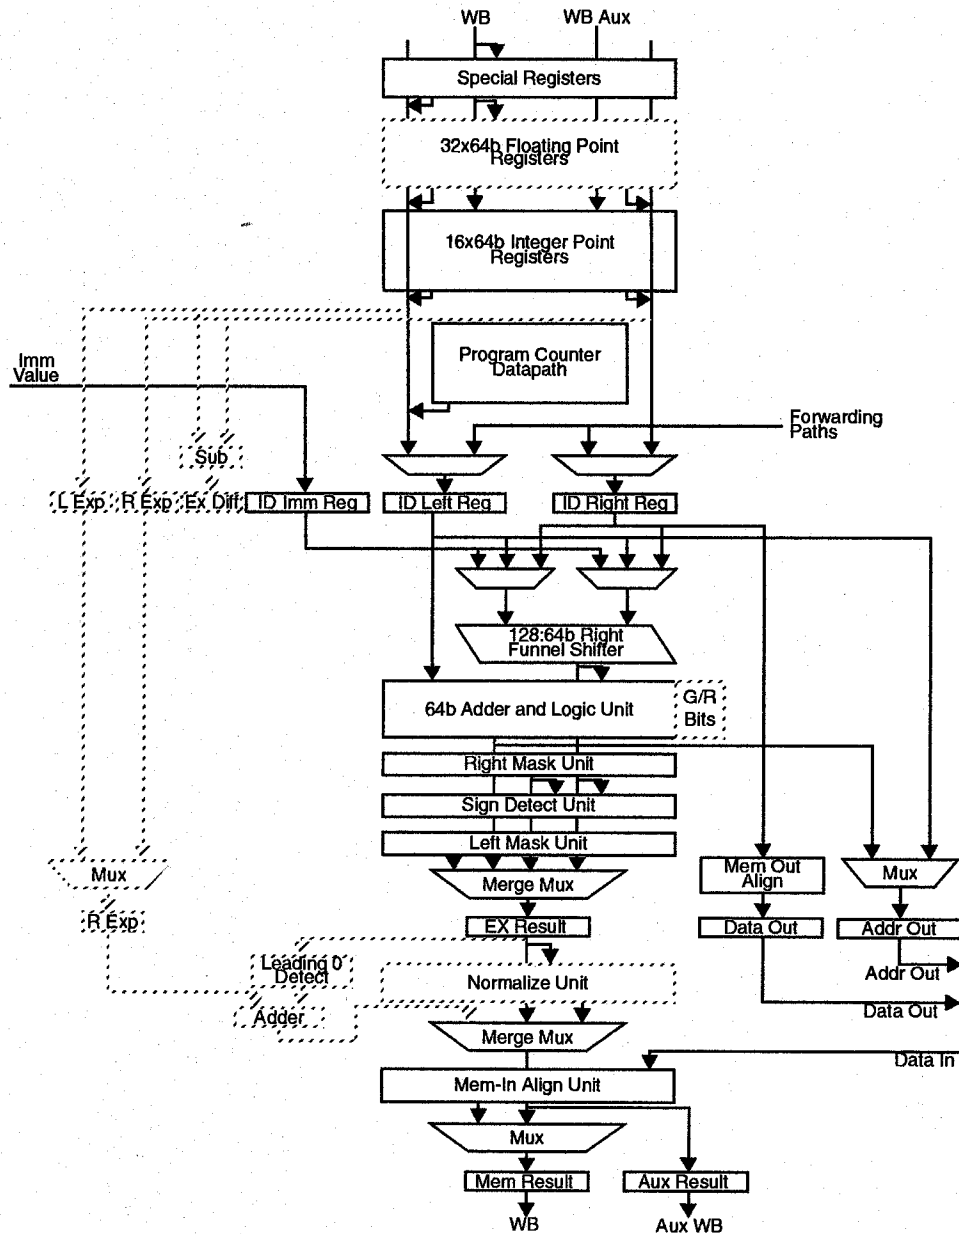 WB
WB Aux
Special Registers
32x64b Floating Point
Registers
16x64b Integer Point
Registers
Program Counter
Datapath
Imm
Value
Forwarding
Paths
Sub
L Exp
R Exp
Ex Diff
ID Imm Reg
ID Left Reg
ID Right Reg
128:64b Right
Funnel Shifter
64b Adder and Logic Unit
G/R
Bits
Right Mask Unit
Sign Detect Unit
Left Mask Unit
Mux
Merge Mux
Mem Out
Align
Mux
R Exp
EX Result
Data Out
Addr Out
Leading 0
Detect
Normalize Unit
Addr Out
Data Out
Adder
Merge Mux
Data In
Mem-In Align Unit
Mux
Mem Result
Aux Result
WB
Aux WB